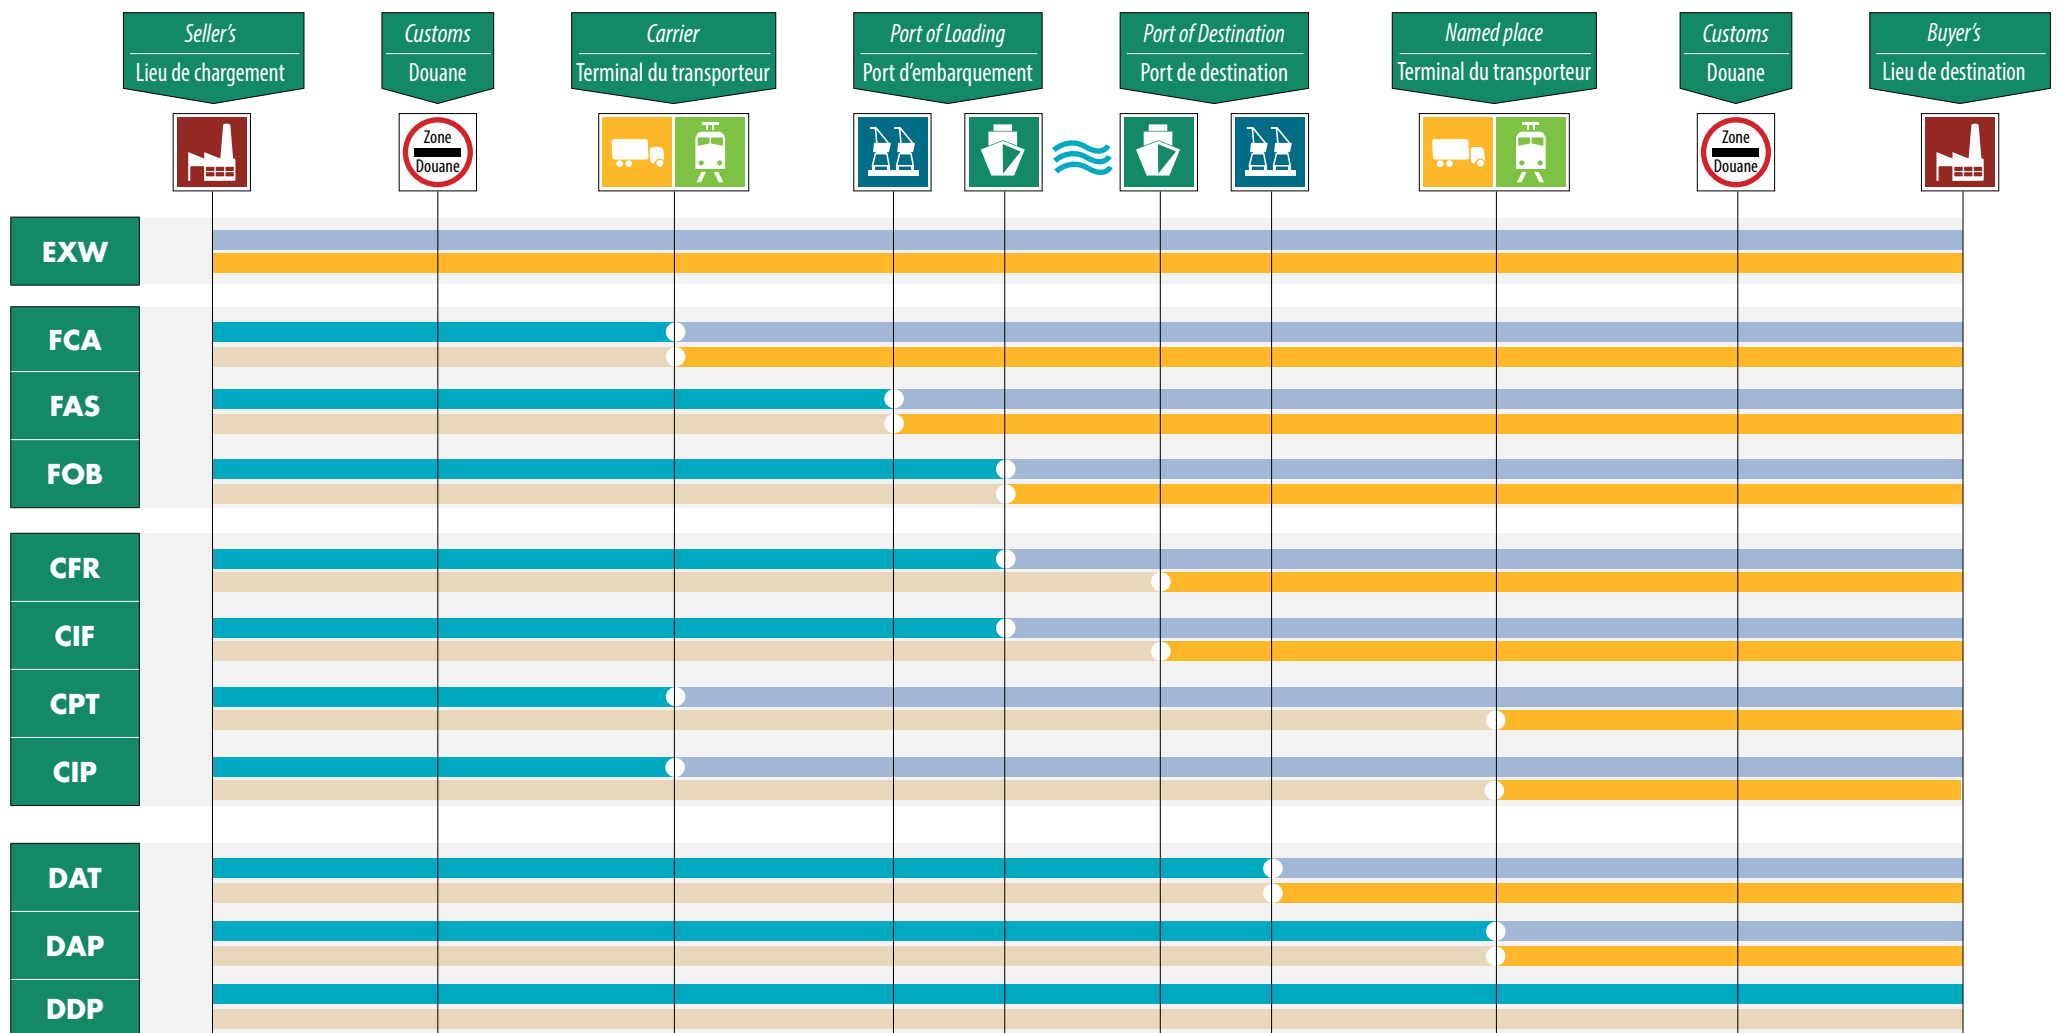 Seller's
Lieu de chargement
Customs
Douane
Carrier
Terminal du transporteur
Port of Loading
Port d'embarquement
Port of Destination
Port de destination
Named place
Terminal du transporteur
Customs
Douane
Buyer's
Lieu de destination
Zone
Douane
Zone
Douane
EXW
FCA
FAS
FOB
CFR
CIF
CPT
CIP
DAT
DAP
DDP